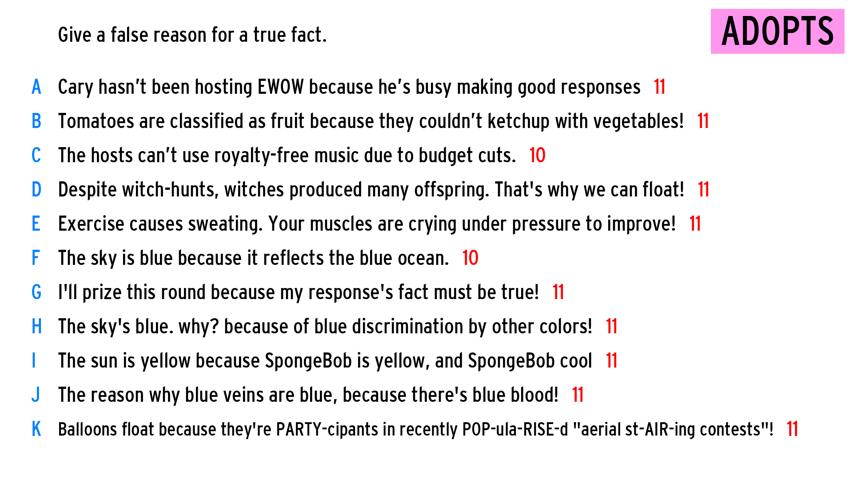 Give a false reason for a true fact.
ADOPTS
A Cary hasn't been hosting EWOW because he's busy making good responses 11
B Tomatoes are classified as fruit because they couldn't ketchup with vegetables! 11
C The hosts can't use royalty-free music due to budget cuts. 10
D Despite witch-hunts, witches produced many offspring. That's why we can float! 11
E Exercise causes sweating. Your muscles are crying under pressure to improve! 11
F The sky is blue because it reflects the blue ocean. 10
G I'll prize this round because my response's fact must be true! 11
H The sky's blue. why? because of blue discrimination by other colors! 11
I The sun is yellow because SpongeBob is yellow, and SpongeBob cool 11
J The reason why blue veins are blue, because there's blue blood! 11
K Balloons float because they're PARTY-cipants in recently POP-ula-RISE-d "aerial st-AIR-ing contests"! 11